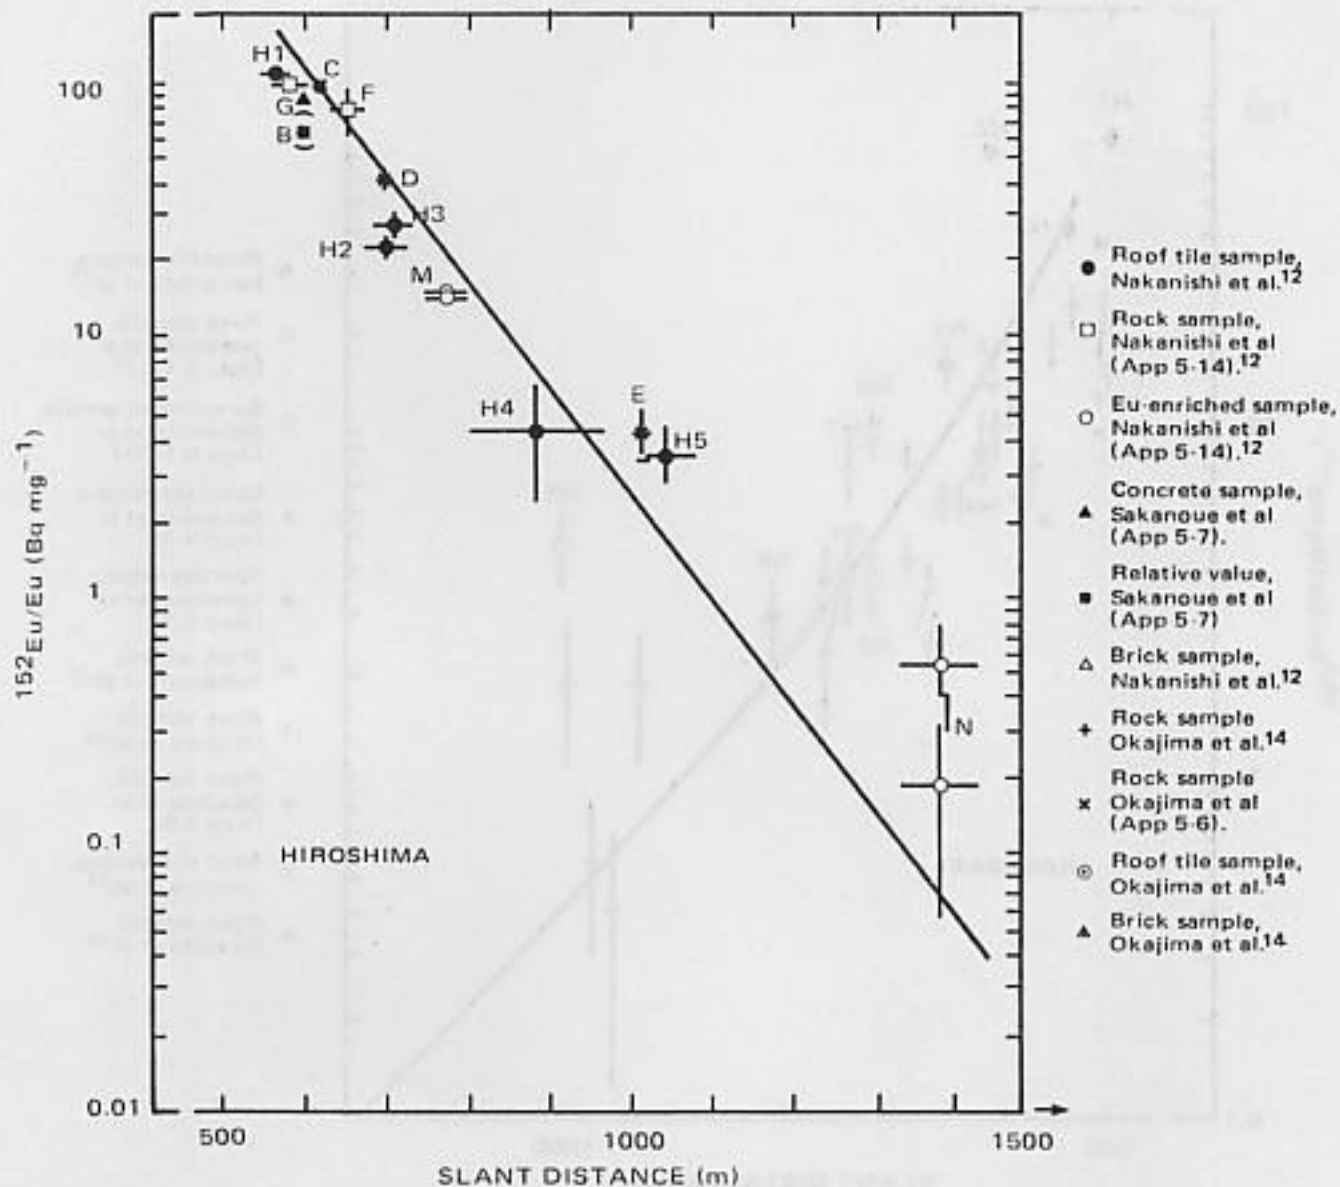 100
10
1
0.1
0.01
152Eu/Eu (Bq mg−1)
H1
C
F
G
B
D
H3
H2
M
H4
E
H5
N
HIROSHIMA
500 1000 1500
SLANT DISTANCE (m)
Roof tile sample,
Nakanishi et al.12
Rock sample,
Nakanishi et al
(App 5-14).12
Eu-enriched sample,
Nakanishi et al
(App 5-14).12
Concrete sample,
Sakanoue et al
(App 5-7).
Relative value,
Sakanoue et al
(App 5-7)
Brick sample,
Nakanishi et al.12
Rock sample
Okajima et al.14
Rock sample
Okajima et al
(App 5-6).
Roof tile sample,
Okajima et al.14
Brick sample,
Okajima et al.14